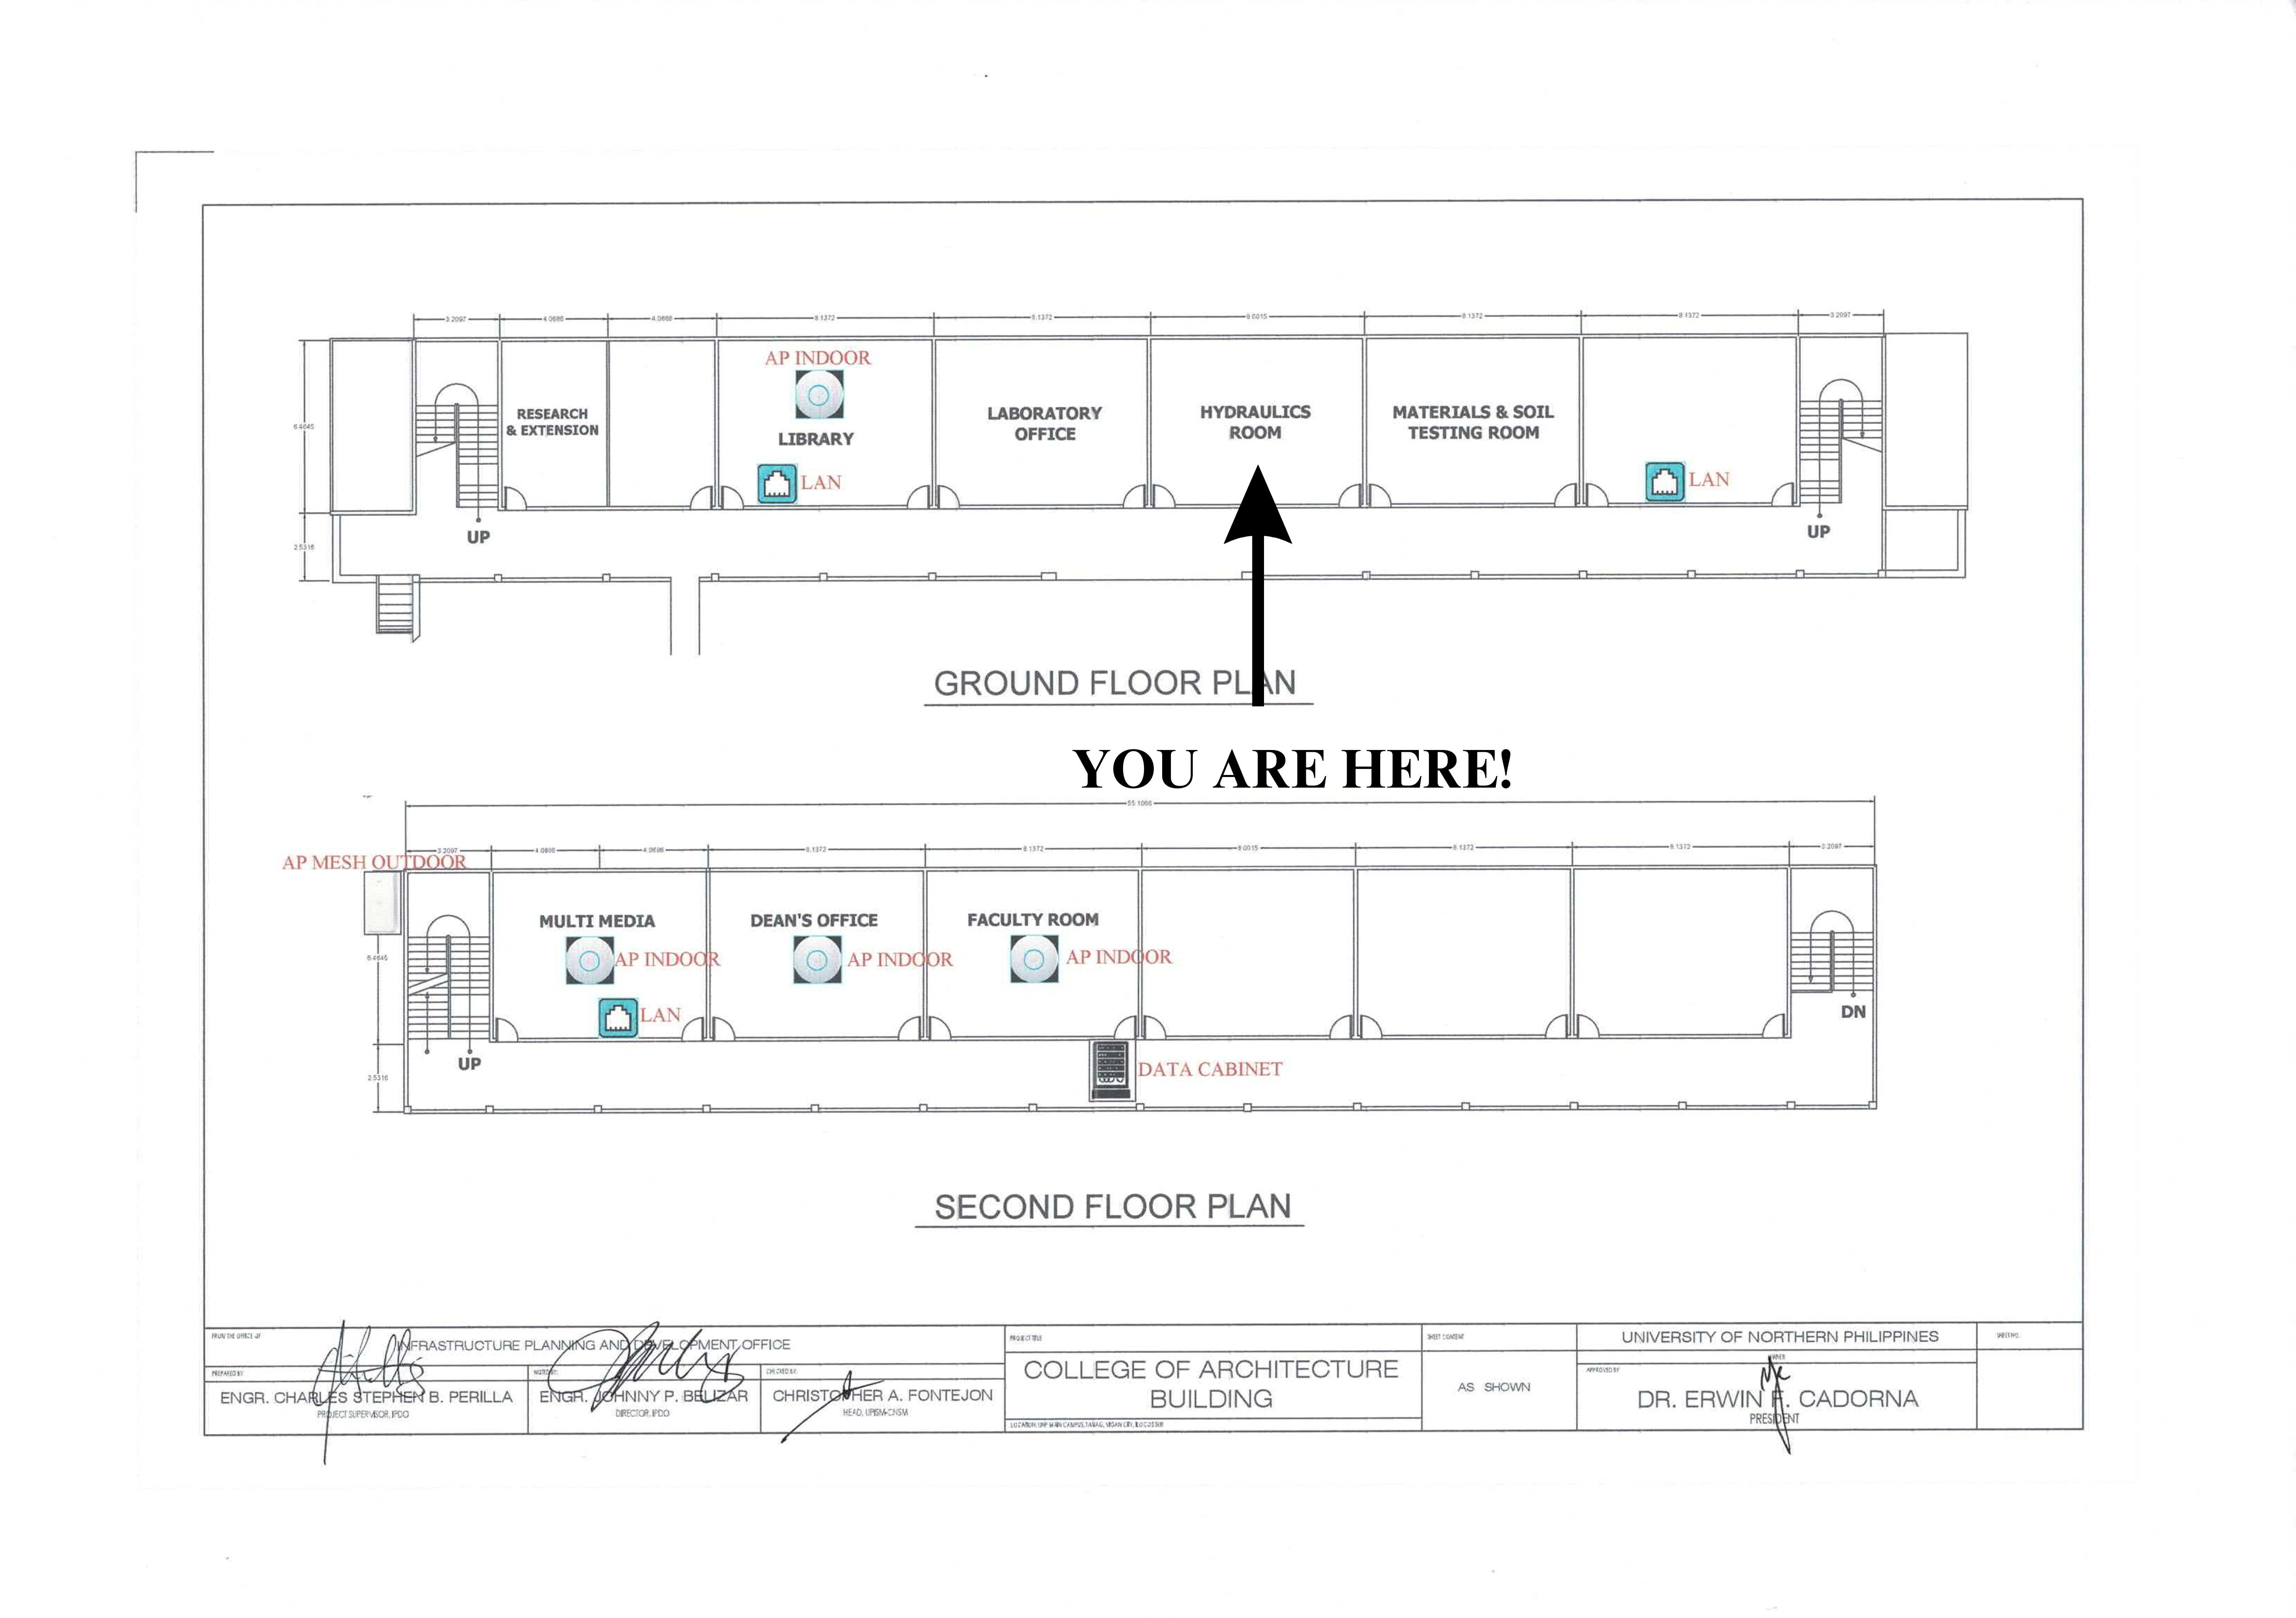 3.2097 4.0686 4.0686 8.1372 8.1372 8.0015 8.1372 8.1372 3.2097
6.4645
2.5316
RESEARCH
& EXTENSION
AP INDOOR
LIBRARY
LAN
LABORATORY
OFFICE
HYDRAULICS
ROOM
MATERIALS & SOIL
TESTING ROOM
LAN
UP
UP
GROUND FLOOR PLAN
YOU ARE HERE!
55.1006
3.2097 4.0686 4.0686 8.1372 8.1372 8.0015 8.1372 8.1372 3.2097
AP MESH OUTDOOR
6.4645
2.5316
MULTI MEDIA
AP INDOOR
LAN
DEAN'S OFFICE
AP INDOOR
FACULTY ROOM
AP INDOOR
UP
DN
DATA CABINET
SECOND FLOOR PLAN
FROM THE OFFICE OF
INFRASTRUCTURE PLANNING AND DEVELOPMENT OFFICE
PREPARED BY:
ENGR. CHARLES STEPHEN B. PERILLA
PROJECT SUPERVISOR, IPDO
NOTED BY:
ENGR. JOHNNY P. BELIZAR
DIRECTOR, IPDO
CHECKED BY:
CHRISTOPHER A. FONTEJON
HEAD, UPISM-CNSM
PROJECT TITLE
COLLEGE OF ARCHITECTURE
BUILDING
LOCATION: UNP MAIN CAMPUS, TAMAG, VIGAN CITY, ILOCOS SUR
SHEET CONTENT
AS SHOWN
UNIVERSITY OF NORTHERN PHILIPPINES
OWNER
APPROVED BY
DR. ERWIN F. CADORNA
PRESIDENT
SHEET NO.